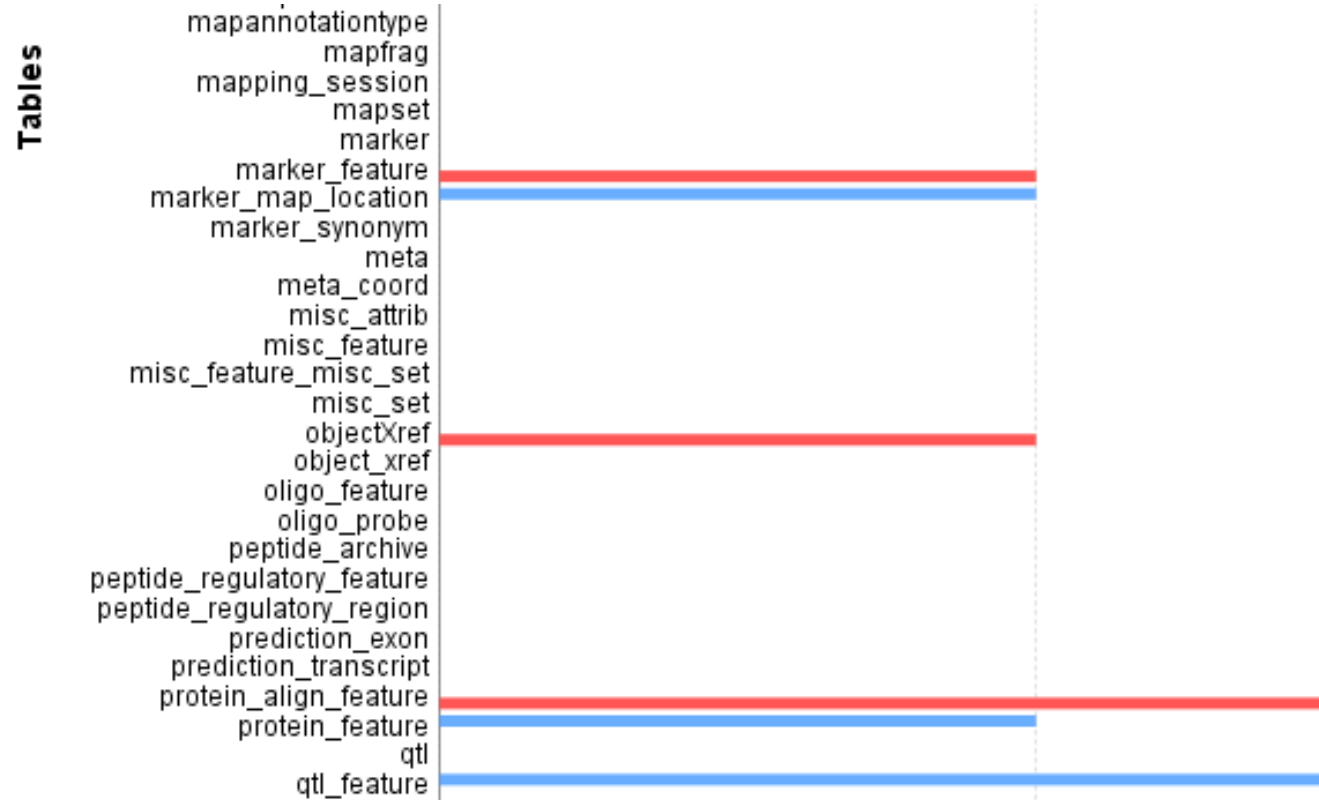 Tables
mapannotationtype
mapfrag
mapping_session
mapset
marker
marker_feature
marker_map_location
marker_synonym
meta
meta_coord
misc_attrib
misc_feature
misc_feature_misc_set
misc_set
objectXref
object_xref
oligo_feature
oligo_probe
peptide_archive
peptide_regulatory_feature
peptide_regulatory_region
prediction_exon
prediction_transcript
protein_align_feature
protein_feature
qtl
qtl_feature